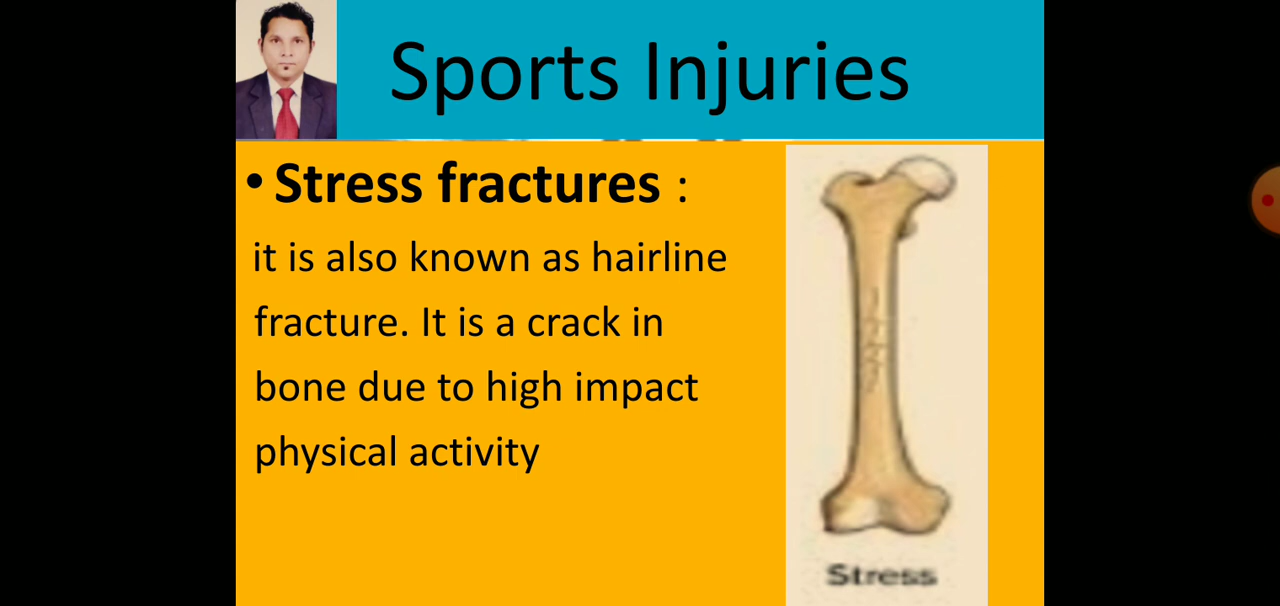 Sports Injuries
• Stress fractures :
it is also known as hairline
fracture. It is a crack in
bone due to high impact
physical activity
Stress